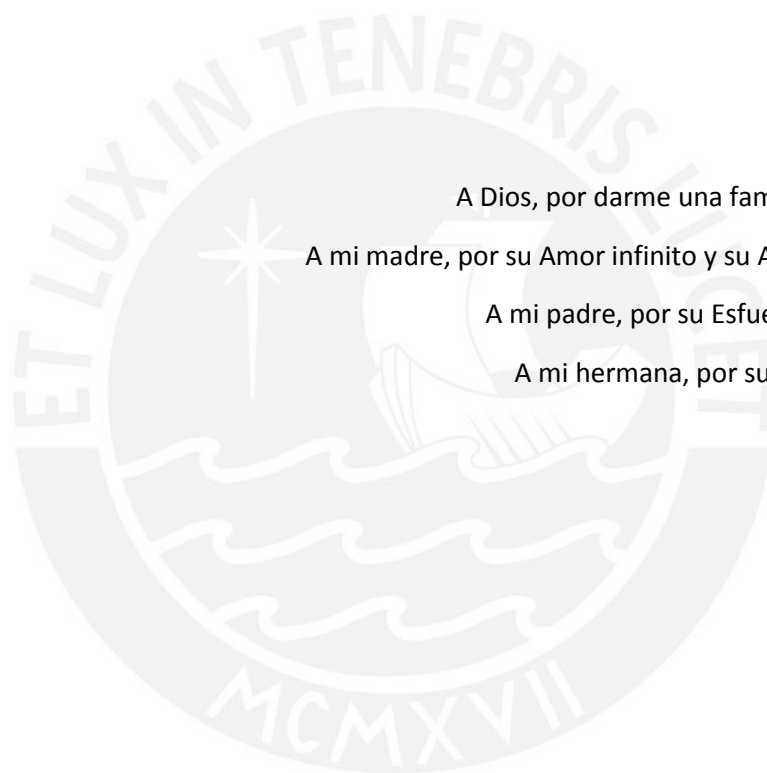 ET LUX IN TENEBRIS LUCET
A Dios, por darme una
A mi madre, por su Amor infinito y su
A mi padre, por su
A mi hermana, por su
MCMXVII